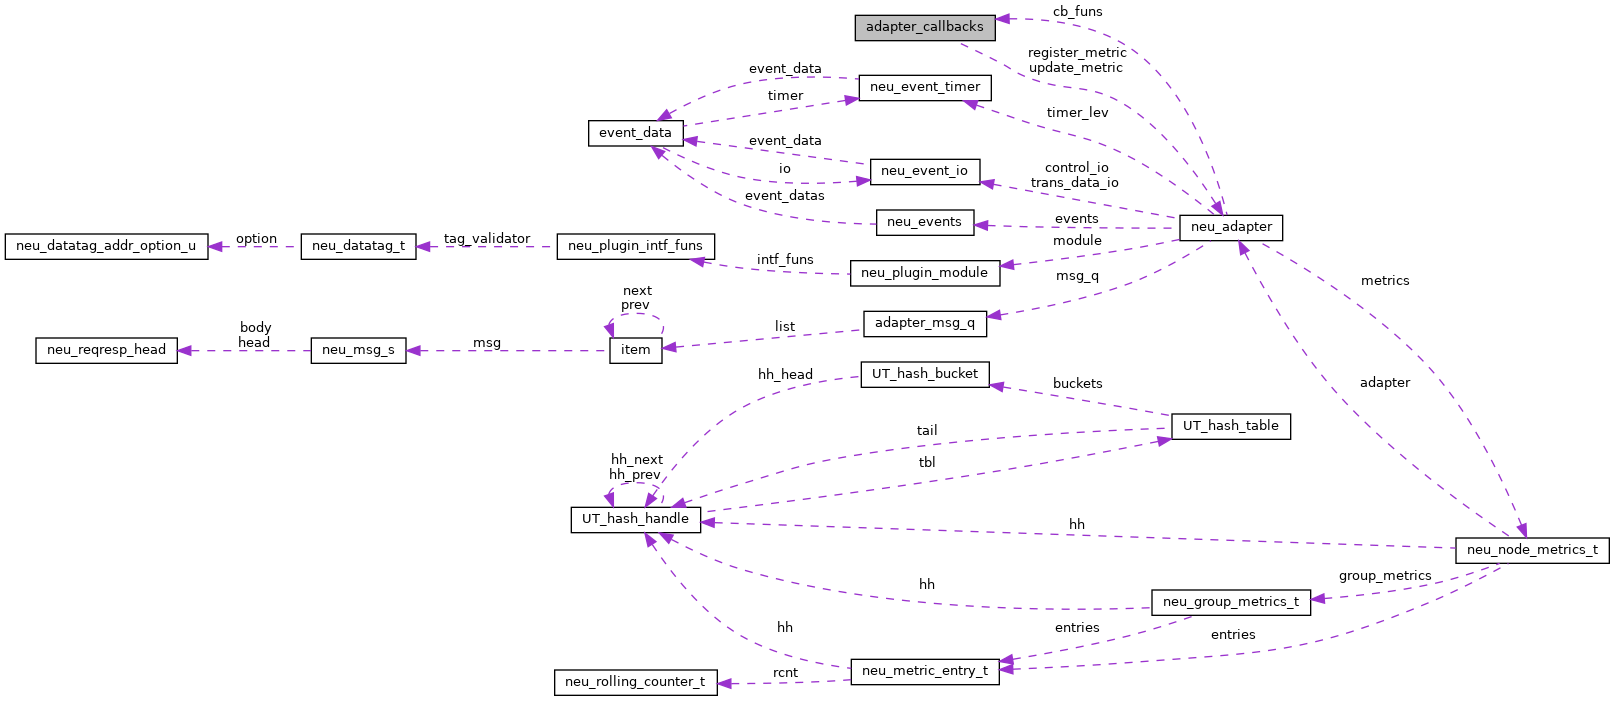 cb_funs
adapter_callbacks
register_metric
update_metric
event_data
neu_event_timer
timer
timer_lev
event_data
event_data
control_io
trans_data_io
io
neu_event_io
event_datas
neu_events
events
neu_adapter
neu_datatag_addr_option_u
option
neu_datatag_t
tag_validator
neu_plugin_intf_funs
intf_funs
neu_plugin_module
module
msg_q
metrics
next
prev
list
adapter_msg_q
neu_reqresp_head
body
head
neu_msg_s
msg
item
hh_head
UT_hash_bucket
buckets
adapter
tail
UT_hash_table
hh_next
hh_prev
tbl
UT_hash_handle
hh
neu_node_metrics_t
hh
group_metrics
neu_group_metrics_t
hh
entries
entries
neu_rolling_counter_t
rcnt
neu_metric_entry_t